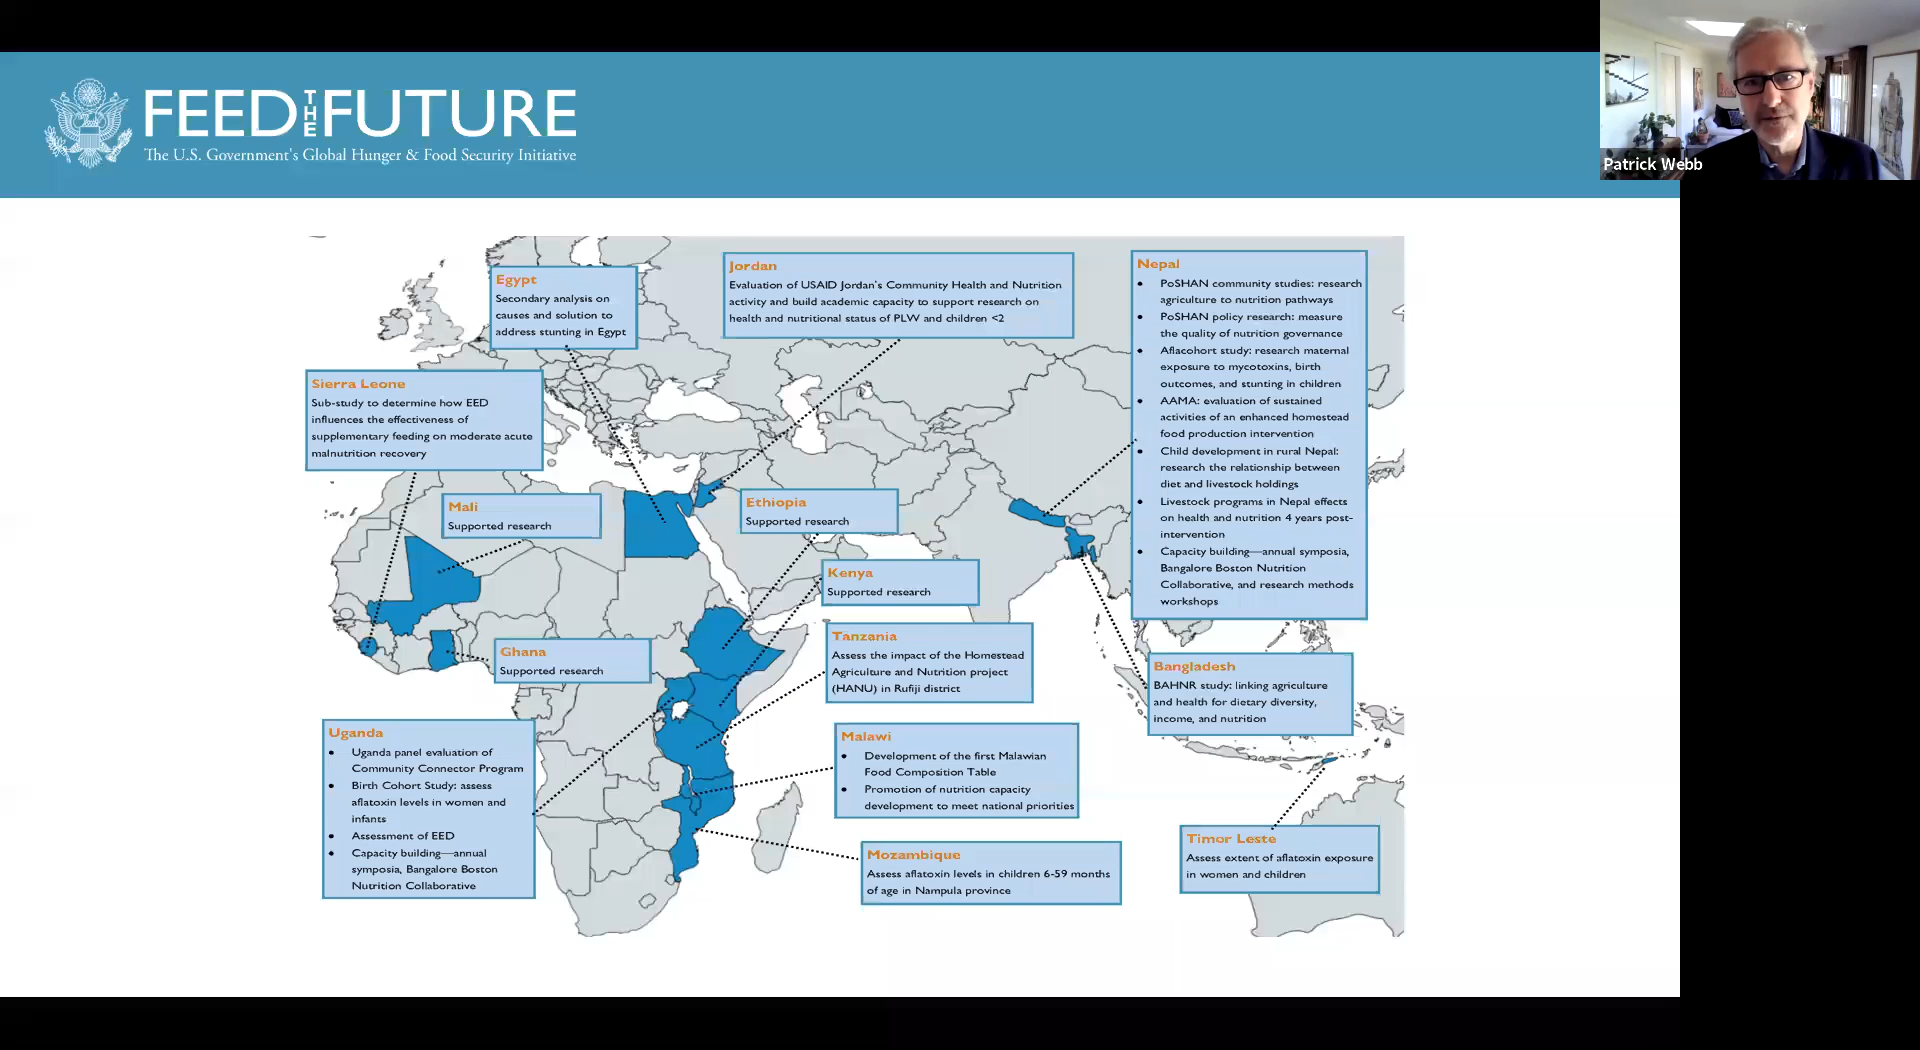 FEED THE FUTURE
The U.S. Government's Global Hunger & Food Security Initiative
Patrick Webb
Egypt
Secondary analysis on
causes and solution to
address stunting in Egypt
Jordan
Evaluation of USAID Jordan's Community Health and Nutrition
activity and build academic capacity to support research on
health and nutritional status of PLW and children <2
Nepal
• PoSHAN community studies: research
agriculture to nutrition pathways
• PoSHAN policy research: measure
the quality of nutrition governance
• Aflacohort study: research maternal
exposure to mycotoxins, birth
outcomes, and stunting in children
• AAMA: evaluation of sustained
activities of an enhanced homestead
food production intervention
• Child development in rural Nepal:
research the relationship between
diet and livestock holdings
• Livestock programs in Nepal effects
on health and nutrition 4 years post-
intervention
• Capacity building—annual symposia,
Bangalore Boston Nutrition
Collaborative, and research methods
workshops
Sierra Leone
Sub-study to determine how EED
influences the effectiveness of
supplementary feeding on moderate acute
malnutrition recovery
Mali
Supported research
Ethiopia
Supported research
Kenya
Supported research
Ghana
Supported research
Tanzania
Assess the impact of the Homestead
Agriculture and Nutrition project
(HANU) in Rufiji district
Bangladesh
BAHNR study: linking agriculture
and health for dietary diversity,
income, and nutrition
Uganda
• Uganda panel evaluation of
Community Connector Program
• Birth Cohort Study: assess
aflatoxin levels in women and
infants
• Assessment of EED
• Capacity building—annual
symposia, Bangalore Boston
Nutrition Collaborative
Malawi
• Development of the first Malawian
Food Composition Table
• Promotion of nutrition capacity
development to meet national priorities
Mozambique
Assess aflatoxin levels in children 6-59 months
of age in Nampula province
Timor Leste
Assess extent of aflatoxin exposure
in women and children